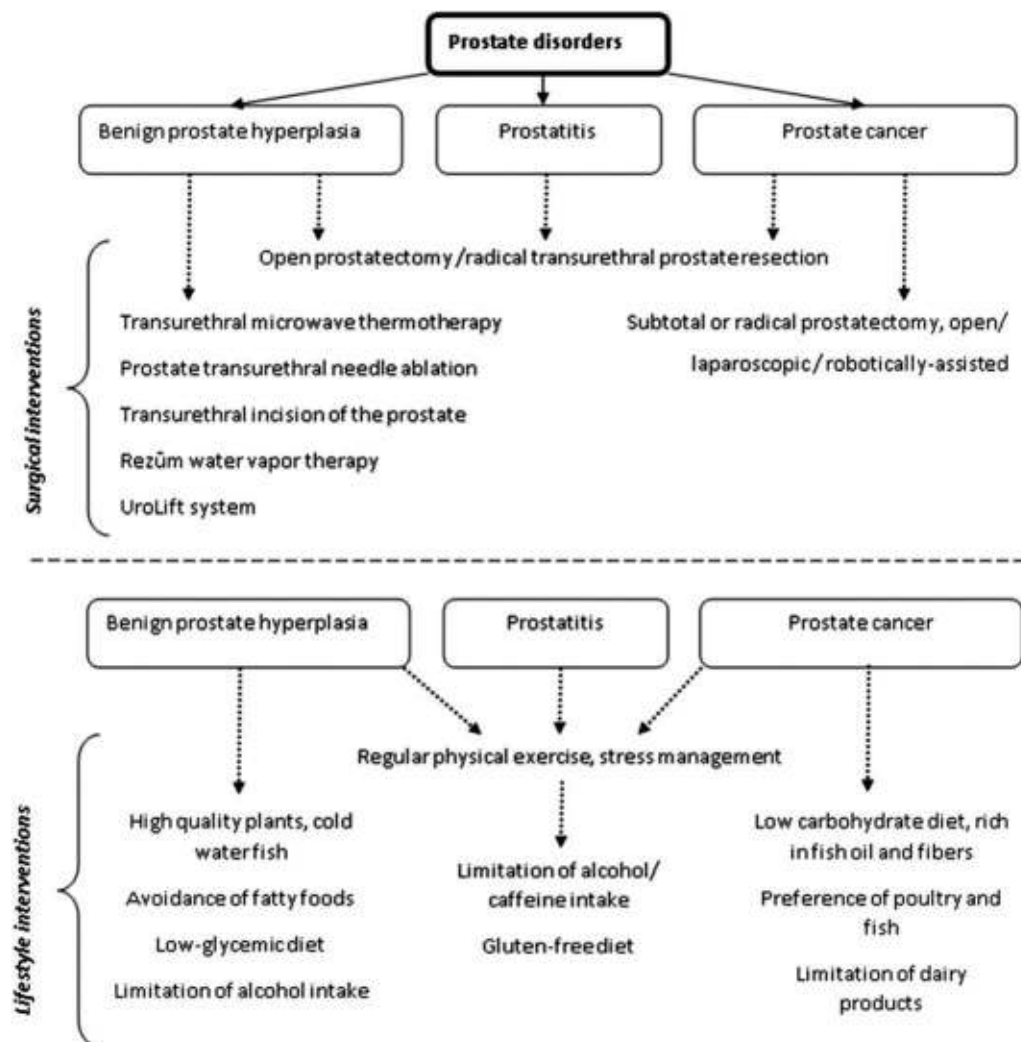 Prostate disorders
Benign prostate hyperplasia
Prostatitis
Prostate cancer
Surgical interventions
Open prostatectomy/radical transurethral prostate resection
Transurethral microwave thermotherapy
Prostate transurethral needle ablation
Transurethral incision of the prostate
Rezūm water vapor therapy
UroLift system
Subtotal or radical prostatectomy, open/
laparoscopic/ robotically-assisted
Benign prostate hyperplasia
Prostatitis
Prostate cancer
Lifestyle interventions
Regular physical exercise, stress management
High quality plants, cold
water fish
Avoidance of fatty foods
Low-glycemic diet
Limitation of alcohol intake
Limitation of alcohol/
caffeine intake
Gluten-free diet
Low carbohydrate diet, rich
in fish oil and fibers
Preference of poultry and
fish
Limitation of dairy
products